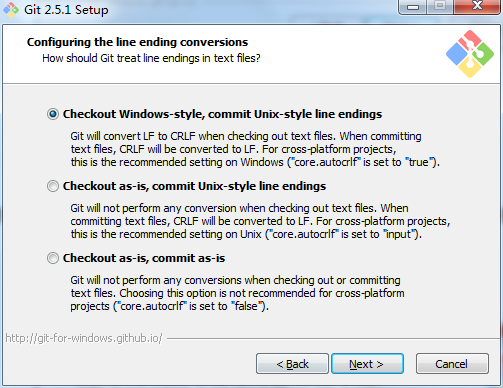 Git 2.5.1 Setup
Configuring the line ending conversions
How should Git treat line endings in text files?
Checkout Windows-style, commit Unix-style line endings
Git will convert LF to CRLF when checking out text files. When committing
text files, CRLF will be converted to LF. For cross-platform projects,
this is the recommended setting on Windows ("core.autocrlf" is set to "true").
Checkout as-is, commit Unix-style line endings
Git will not perform any conversion when checking out text files. When
committing text files, CRLF will be converted to LF. For cross-platform projects,
this is the recommended setting on Unix ("core.autocrlf" is set to "input").
Checkout as-is, commit as-is
Git will not perform any conversions when checking out or committing
text files. Choosing this option is not recommended for cross-platform
projects ("core.autocrlf" is set to "false").
http://git-for-windows.github.io/
< Back
Next >
Cancel